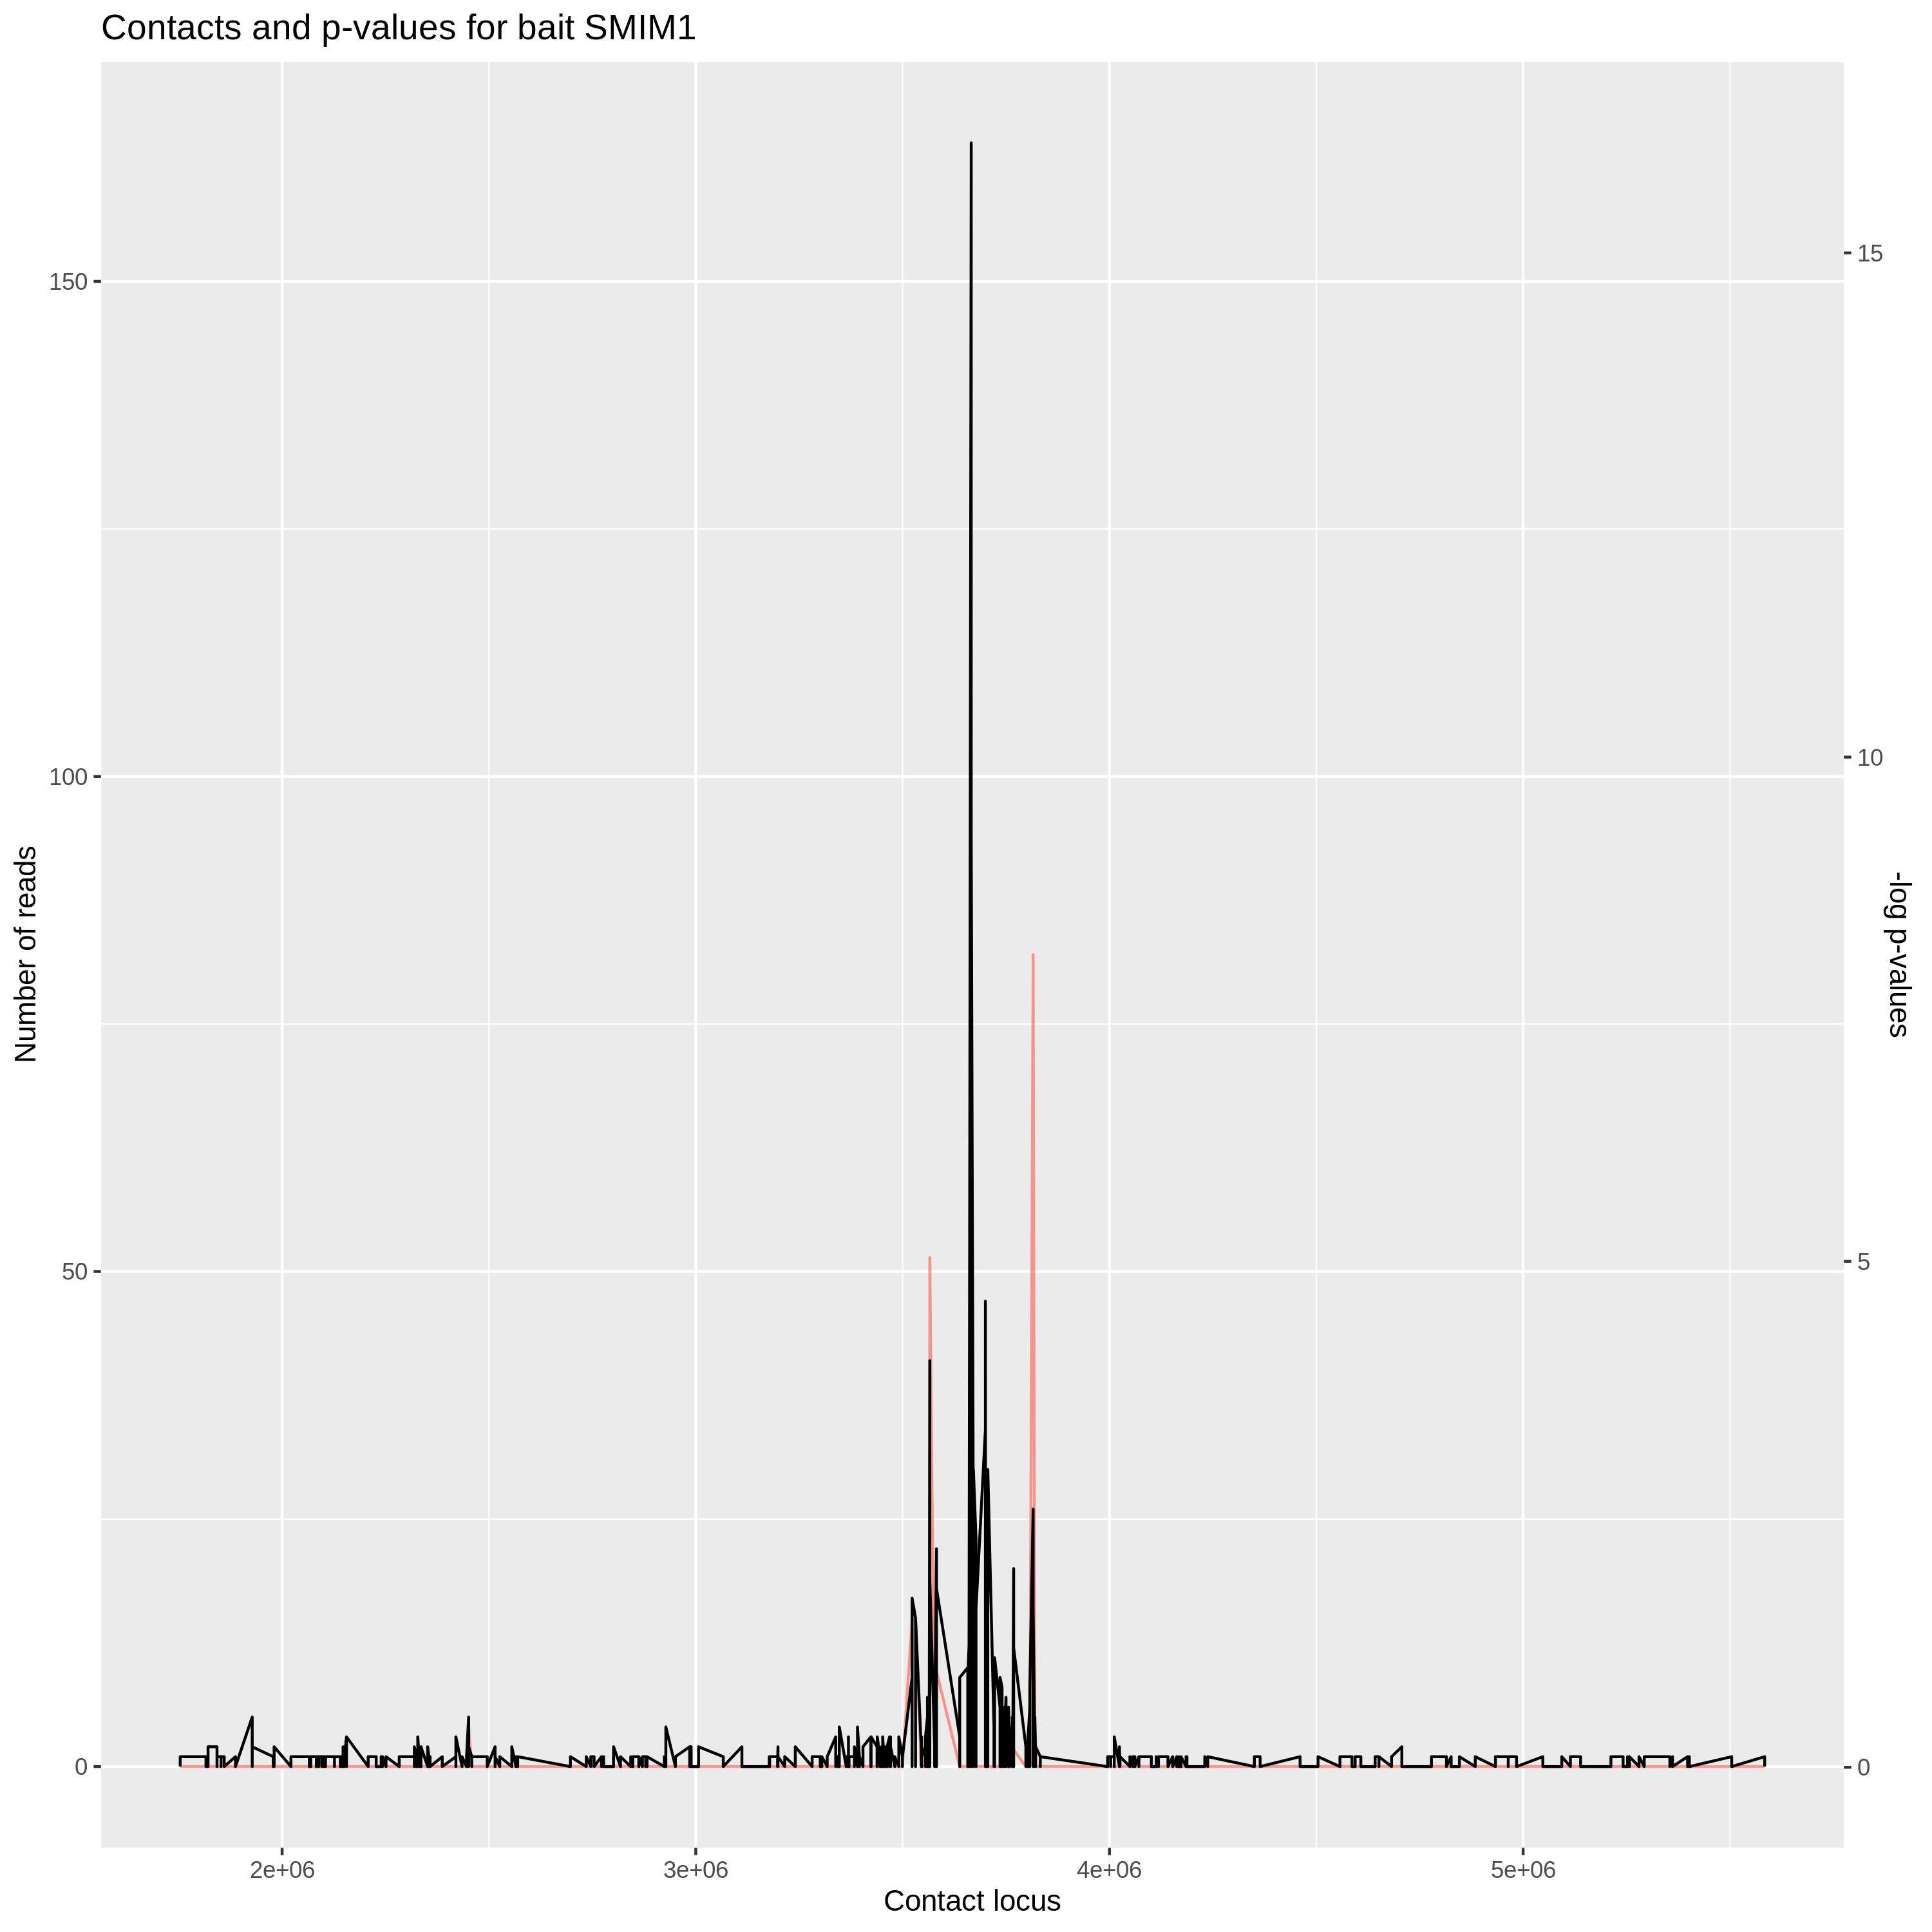 Contacts and p-values for bait SMIM1
150
100
50
0
15
10
5
0
Number of reads
-log p-values
2e+06 3e+06 4e+06 5e+06
Contact locus